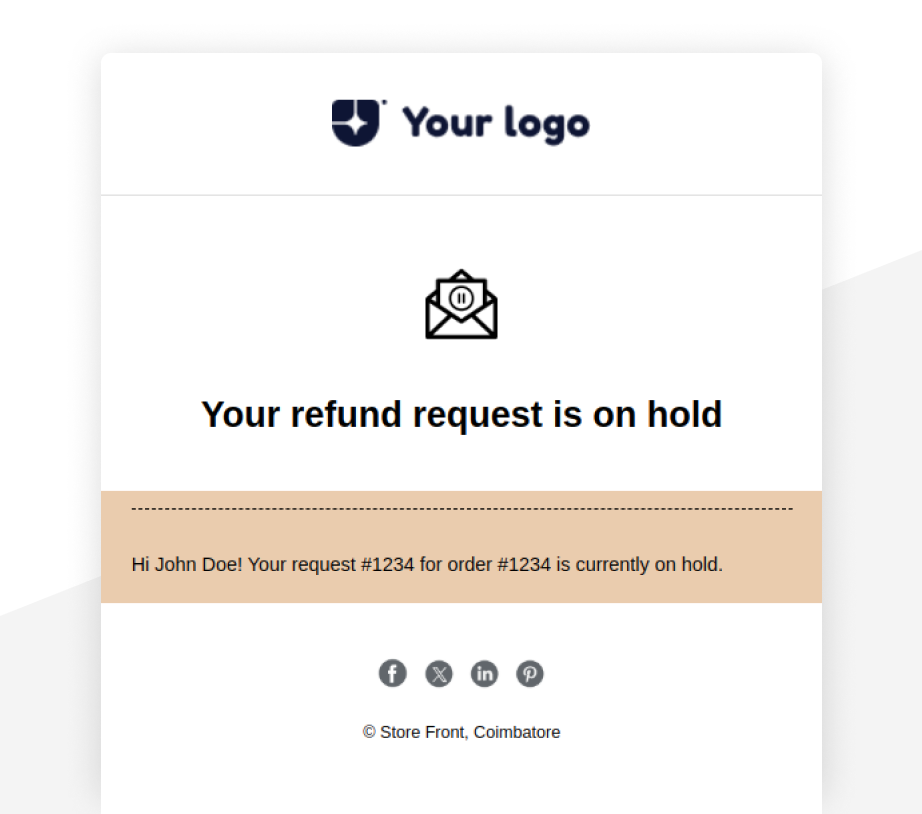 Your logo
Your refund request is on hold
Hi John Doe! Your request #1234 for order #1234 is currently on hold.
© Store Front, Coimbatore